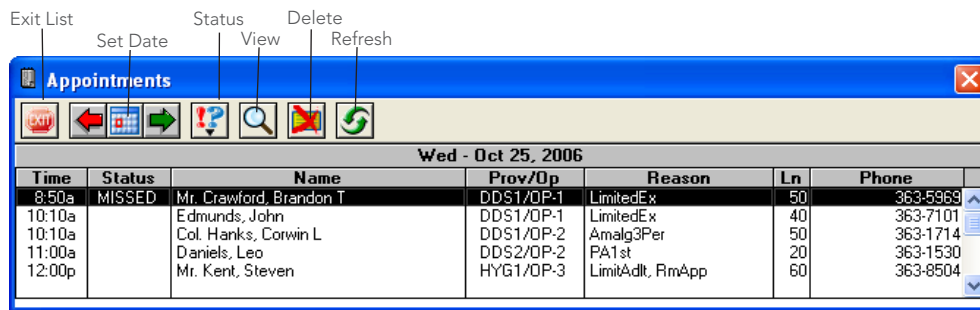 Exit List Status Delete
Set Date View Refresh
Appointments
EXIT
Wed - Oct 25, 2006
Time Status Name Prov/Op Reason Ln Phone
8:50a MISSED Mr. Crawford, Brandon T DDS1/OP-1 LimitedEx 50 363-5969
10:10a Edmunds, John DDS1/OP-1 LimitedEx 40 363-7101
10:10a Col. Hanks, Corwin L DDS1/OP-2 Amalg3Per 50 363-1714
11:00a Daniels, Leo DDS2/OP-2 PA1st 20 363-1530
12:00p Mr. Kent, Steven HYG1/OP-3 LimitAdlt, RmApp 60 363-8504